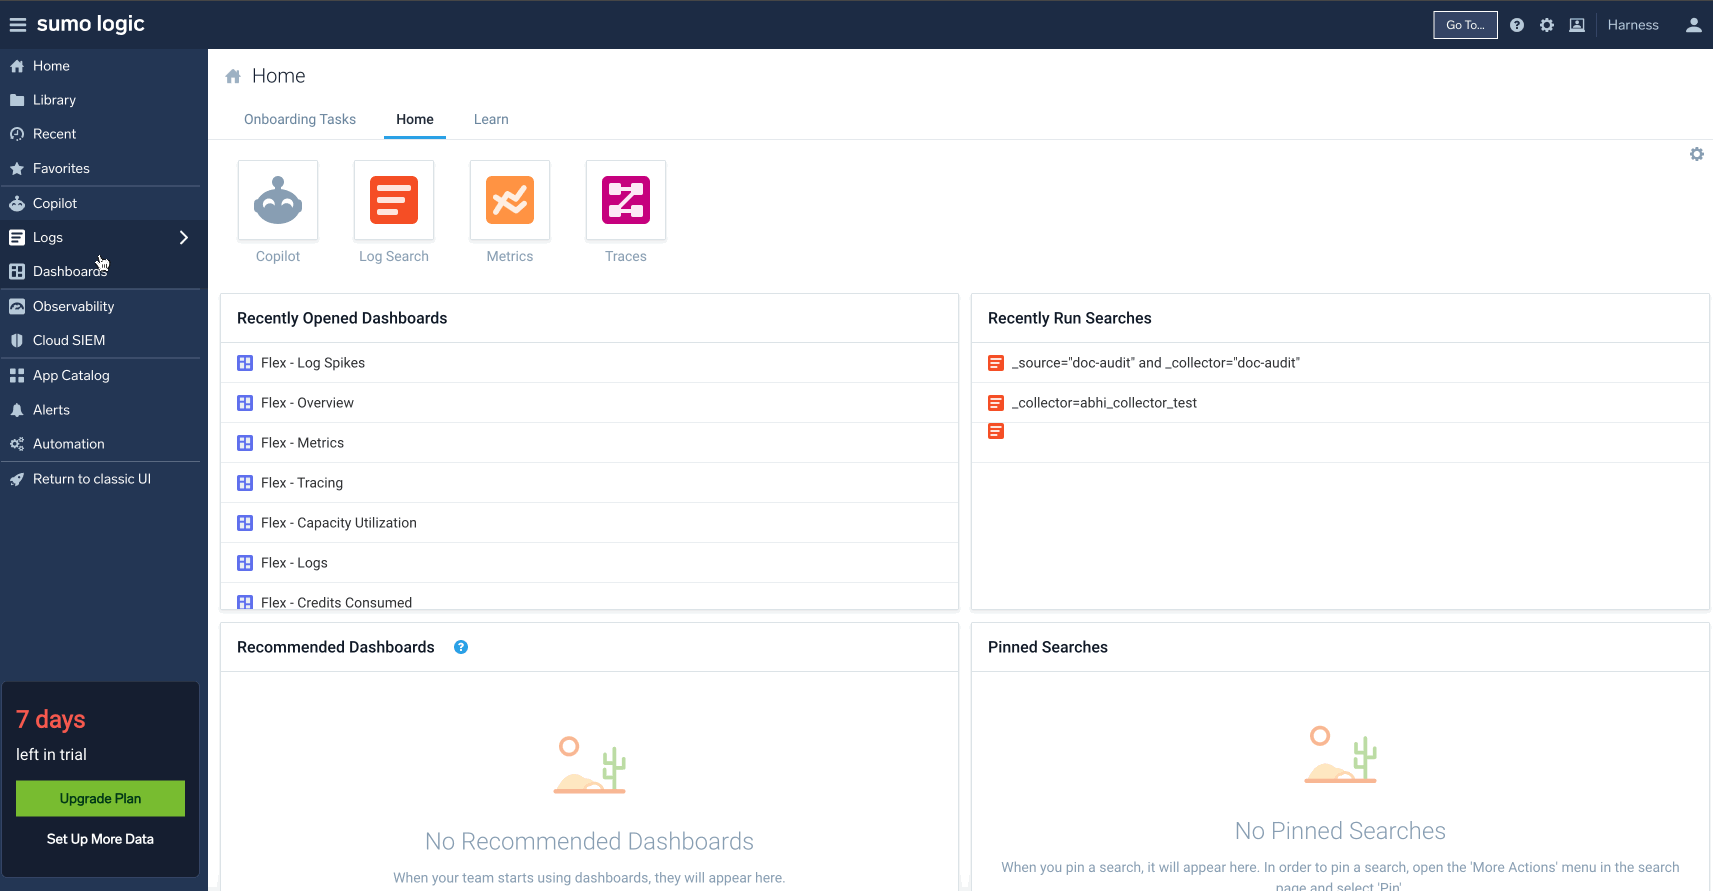 sumo logic
Go To...
Harness
Home
Library
Recent
Favorites
Copilot
Logs
Dashboards
Observability
Cloud SIEM
App Catalog
Alerts
Automation
Return to classic UI
7 days
left in trial
Upgrade Plan
Set Up More Data
Home
Onboarding Tasks
Home
Learn
Copilot
Log Search
Metrics
Traces
Recently Opened Dashboards
Flex - Log Spikes
Flex - Overview
Flex - Metrics
Flex - Tracing
Flex - Capacity Utilization
Flex - Logs
Flex - Credits Consumed
Recently Run Searches
_source="doc-audit" and _collector="doc-audit"
_collector=abhi_collector_test
Recommended Dashboards ?
No Recommended Dashboards
When your team starts using dashboards, they will appear here.
Pinned Searches
No Pinned Searches
When you pin a search, it will appear here. In order to pin a search, open the 'More Actions' menu in the search
page and select 'Pin'